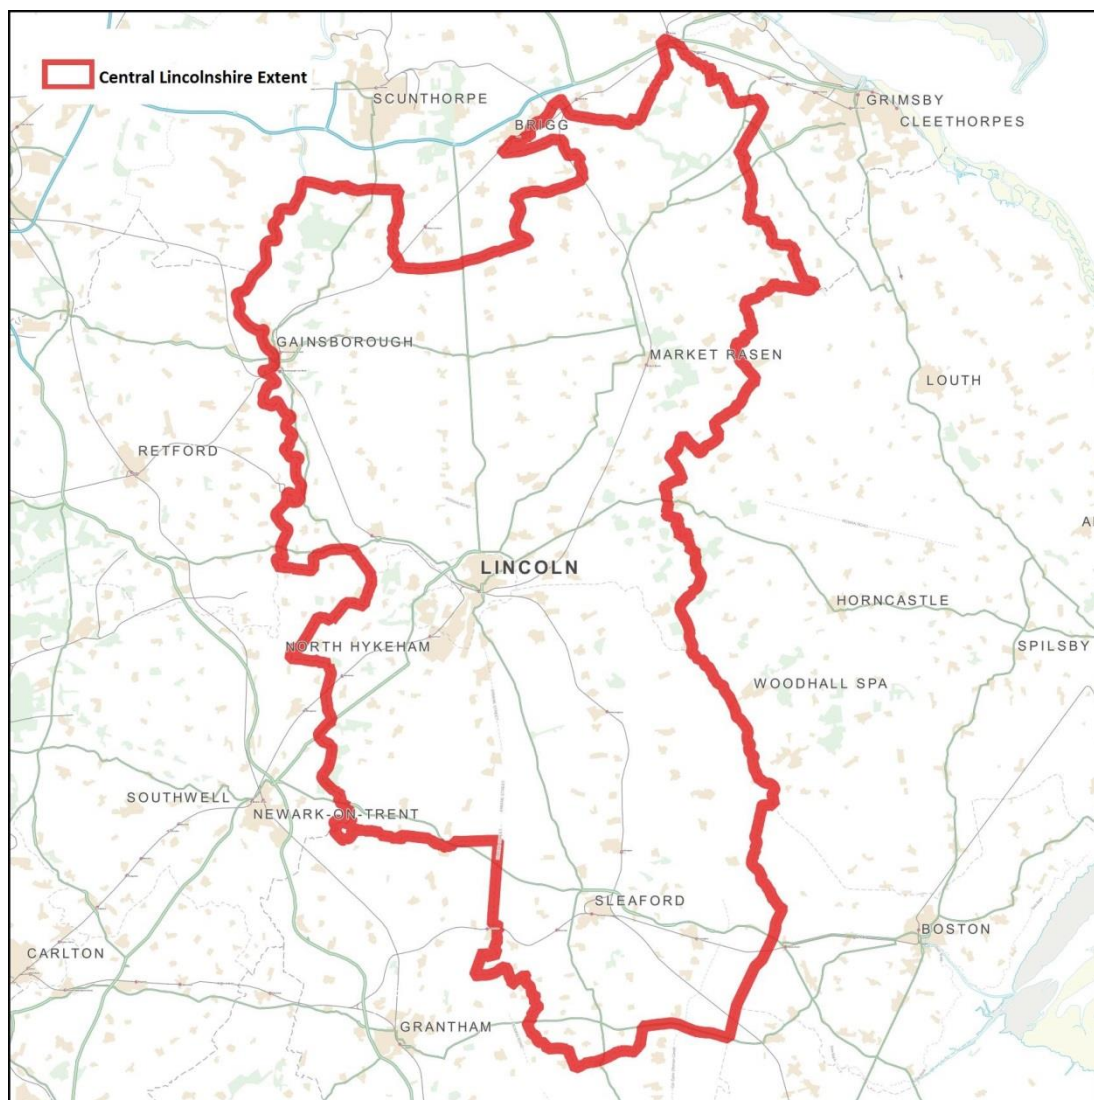 Central Lincolnshire Extent
SCUNTHORPE
GRIMSBY
CLEETHORPES
BRIGG
GAINSBOROUGH
MARKET RASEN
LOUTH
RETFORD
LINCOLN
HORNCASTLE
NORTH HYKEHAM
SPILSBY
WOODHALL SPA
SOUTHWELL
NEWARK-ON-TRENT
SLEAFORD
BOSTON
CARLTON
GRANTHAM